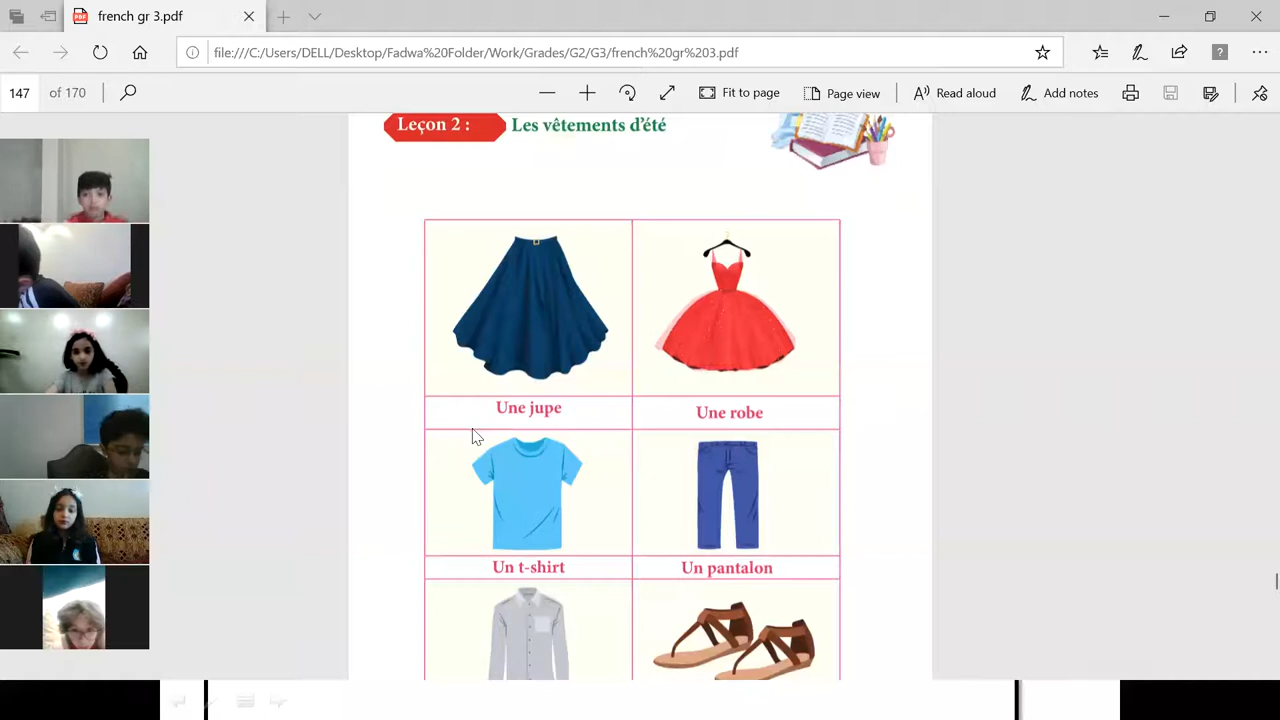 french gr 3.pdf
file:///C:/Users/DELL/Desktop/Fadwa%20Folder/Work/Grades/G2/G3/french%20gr%203.pdf
147 of 170
Fit to page
Page view
Read aloud
Add notes
Leçon 2 : Les vêtements d'été
Une jupe
Une robe
Un t-shirt
Un pantalon